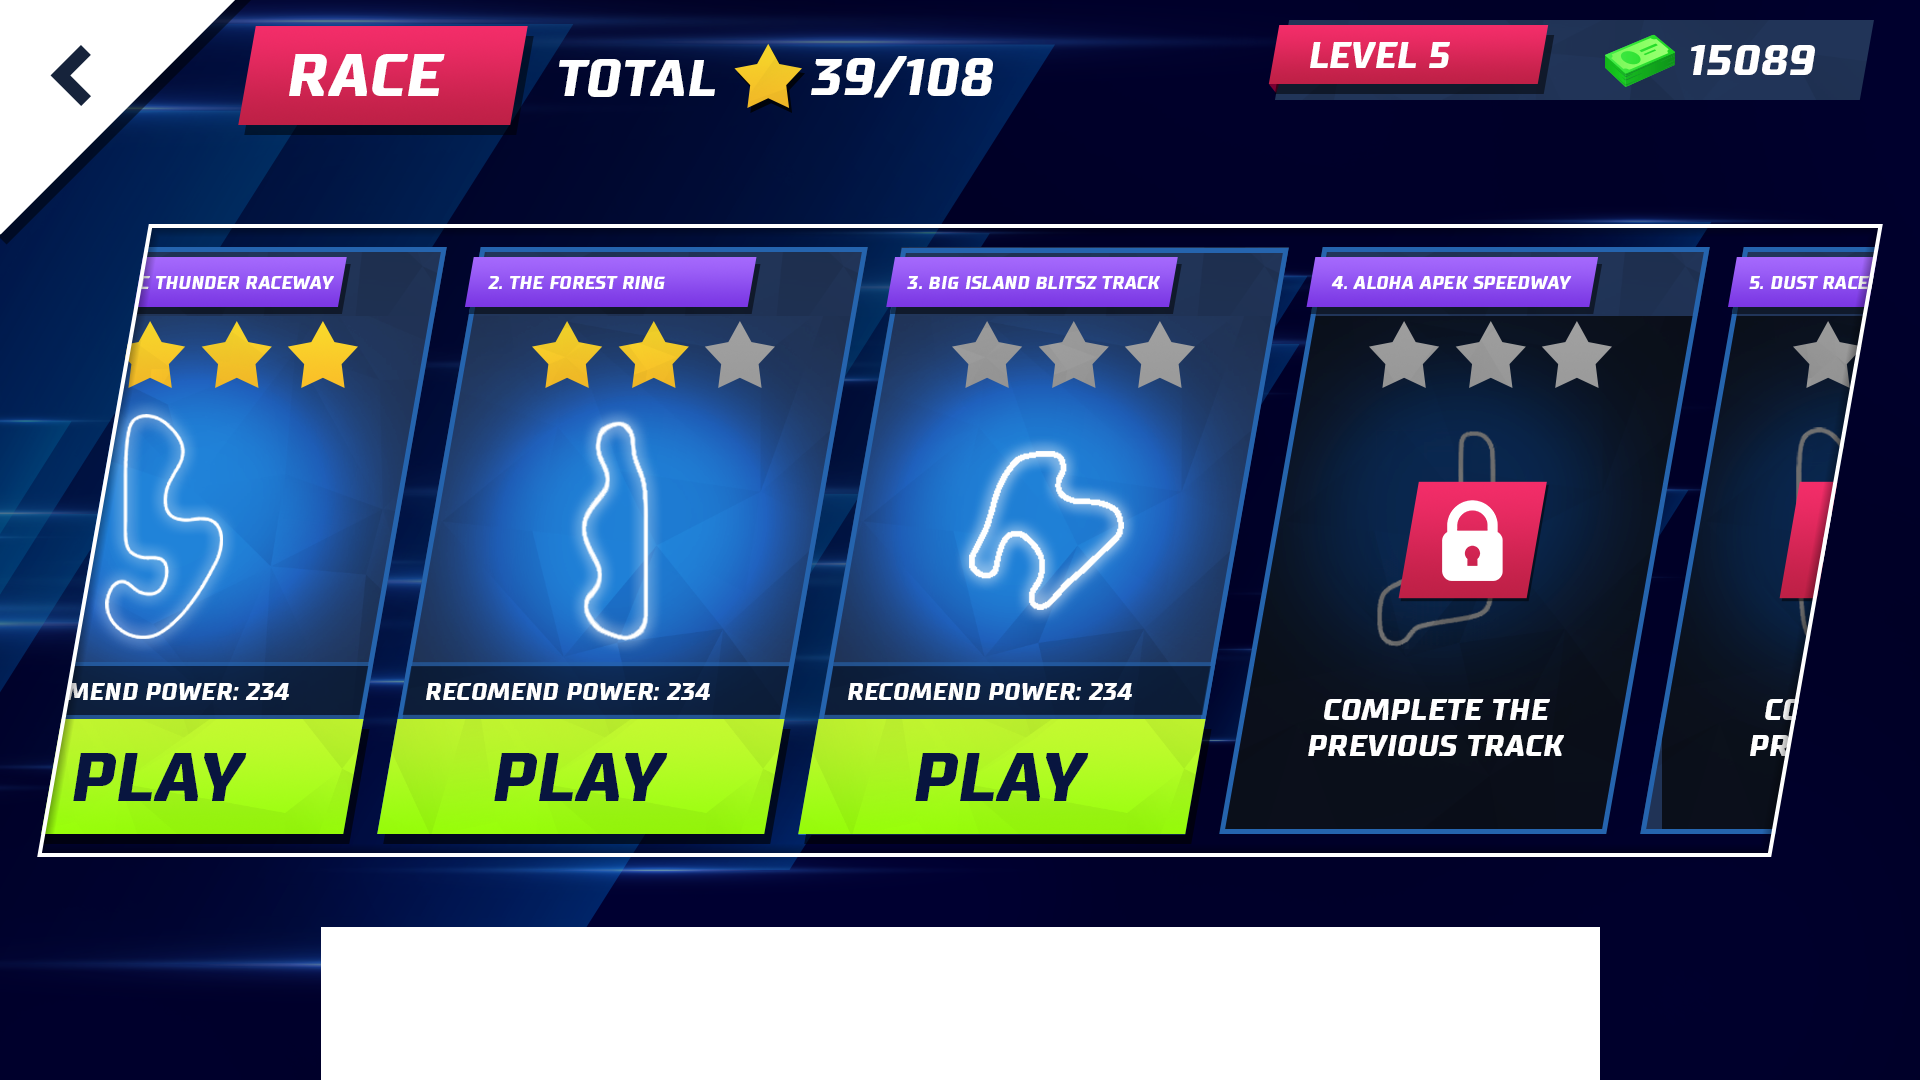 RACE
TOTAL 39/108
LEVEL 5
15089
THUNDER RACEWAY
2. THE FOREST RING
3. BIG ISLAND BLITSZ TRACK
4. ALOHA APEK SPEEDWAY
5. DUST RACE
MEND POWER: 234
RECOMEND POWER: 234
RECOMEND POWER: 234
COMPLETE THE
PREVIOUS TRACK
CO
PR
PLAY
PLAY
PLAY